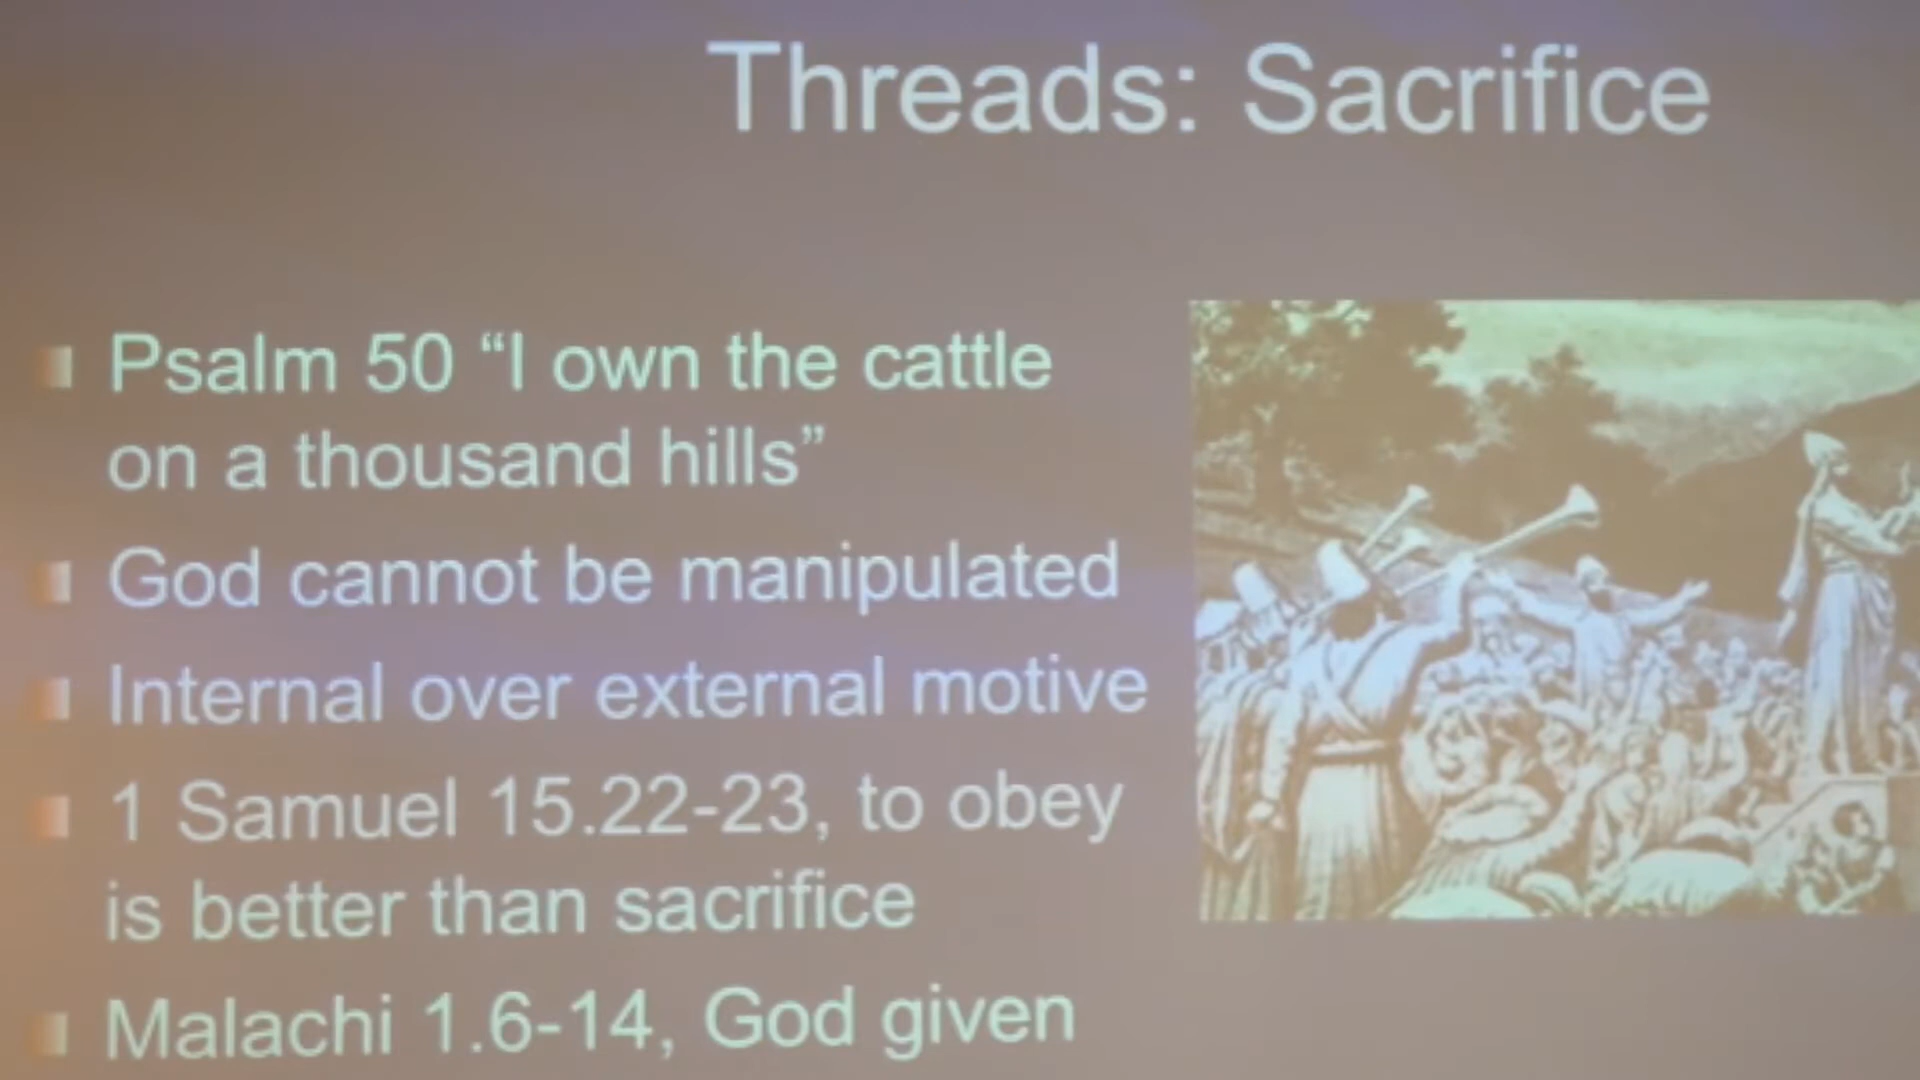 Threads: Sacrifice
Psalm 50 “I own the cattle
on a thousand hills”
God cannot be manipulated
Internal over external motive
1 Samuel 15.22-23, to obey
is better than sacrifice
Malachi 1.6-14, God given